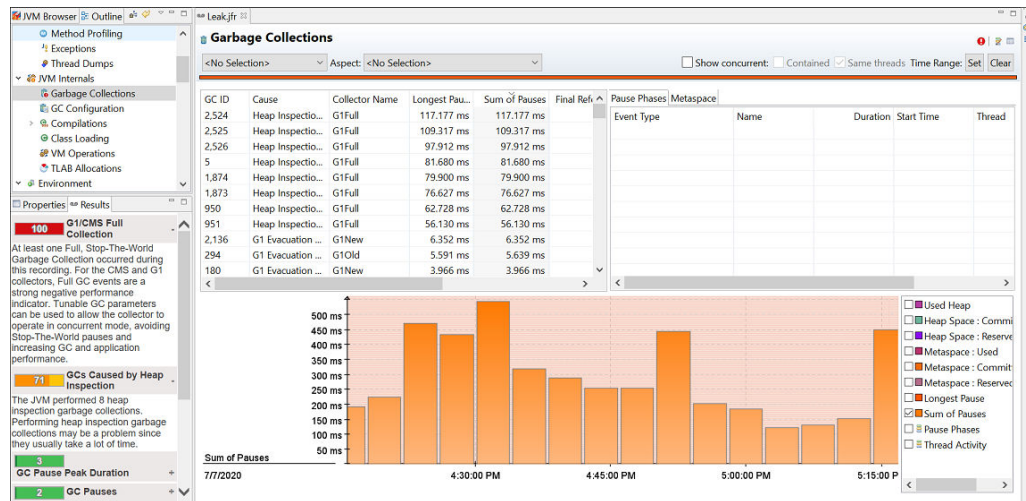 JVM Browser Outline
Method Profiling
Exceptions
Thread Dumps
JVM Internals
Garbage Collections
GC Configuration
Compilations
Class Loading
VM Operations
TLAB Allocations
Environment
Properties Results
100 G1/CMS Full Collection -
At least one Full, Stop-The-World
Garbage Collection occurred during
this recording. For the CMS and G1
collectors, Full GC events are a
strong negative performance
indicator. Tunable GC parameters
can be used to allow the collector to
operate in concurrent mode, avoiding
Stop-The-World pauses and
increasing GC and application
performance.
71 GCs Caused by Heap Inspection -
The JVM performed 8 heap
inspection garbage collections.
Performing heap inspection garbage
collections may be a problem since
they usually take a lot of time.
3
GC Pause Peak Duration +
2 GC Pauses +
Leak.jfr
Garbage Collections
<No Selection> Aspect: <No Selection> Show concurrent: Contained Same threads Time Range: Set Clear
GC ID Cause Collector Name Longest Pau... Sum of Pauses Final Refe
2,524 Heap Inspectio... G1Full 117.177 ms 117.177 ms
2,525 Heap Inspectio... G1Full 109.317 ms 109.317 ms
2,526 Heap Inspectio... G1Full 97.912 ms 97.912 ms
5 Heap Inspectio... G1Full 81.680 ms 81.680 ms
1,874 Heap Inspectio... G1Full 79.900 ms 79.900 ms
1,873 Heap Inspectio... G1Full 76.627 ms 76.627 ms
950 Heap Inspectio... G1Full 62.728 ms 62.728 ms
951 Heap Inspectio... G1Full 56.130 ms 56.130 ms
2,136 G1 Evacuation ... G1New 6.352 ms 6.352 ms
294 G1 Evacuation ... G1Old 5.591 ms 5.639 ms
180 G1 Evacuation ... G1New 3.966 ms 3.966 ms
Pause Phases Metaspace
Event Type Name Duration Start Time Thread
500 ms
450 ms
400 ms
350 ms
300 ms
250 ms
200 ms
150 ms
100 ms
50 ms
Sum of Pauses
7/7/2020 4:30:00 PM 4:45:00 PM 5:00:00 PM 5:15:00 P
Used Heap
Heap Space : Commi
Heap Space : Reserve
Metaspace : Used
Metaspace : Commit
Metaspace : Reserved
Longest Pause
Sum of Pauses
Pause Phases
Thread Activity